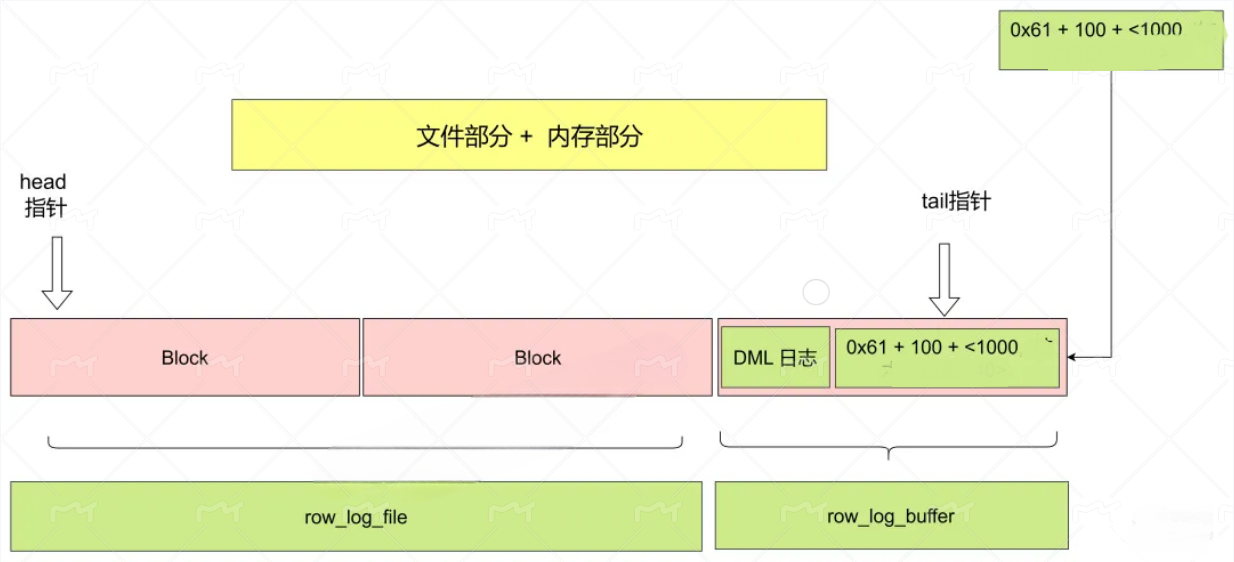 0x61 + 100 + <1000
文件部分 + 内存部分
head
指针
tail指针
Block
Block
DML 日志
0x61 + 100 + <1000
row_log_file
row_log_buffer